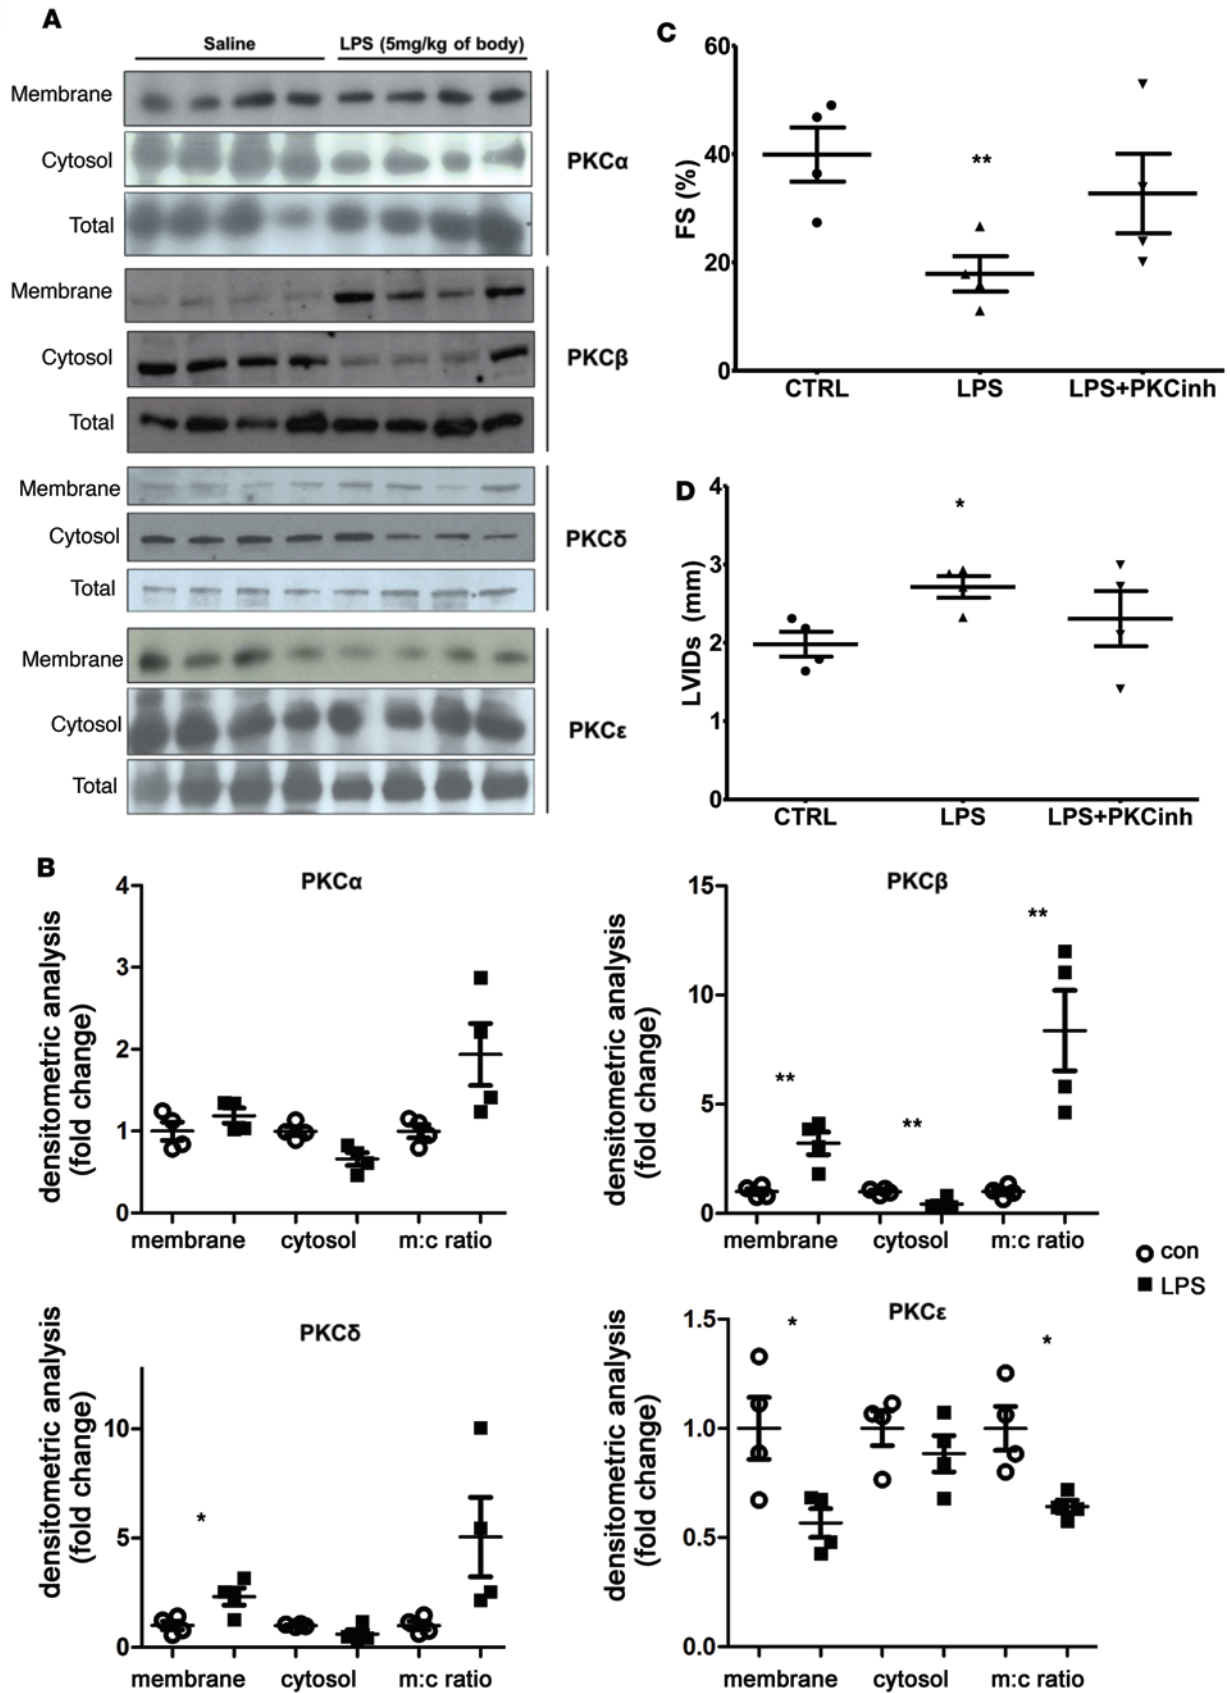 A
Saline
LPS (5mg/kg of body)
Membrane
Cytosol
PKCα
Total
Membrane
Cytosol
PKCβ
Total
Membrane
Cytosol
PKCδ
Total
Membrane
Cytosol
PKCε
Total
C
60
40
20
0
FS (%)
**
CTRL
LPS
LPS+PKCinh
D
4
3
2
1
0
LVIDs (mm)
*
CTRL
LPS
LPS+PKCinh
B
PKCα
densitometric analysis
(fold change)
4
3
2
1
0
membrane
cytosol
m:c ratio
PKCβ
densitometric analysis
(fold change)
15
10
5
0
**
**
**
membrane
cytosol
m:c ratio
con
LPS
PKCδ
densitometric analysis
(fold change)
10
5
0
*
membrane
cytosol
m:c ratio
PKCε
densitometric analysis
(fold change)
1.5
1.0
0.5
0.0
*
*
membrane
cytosol
m:c ratio